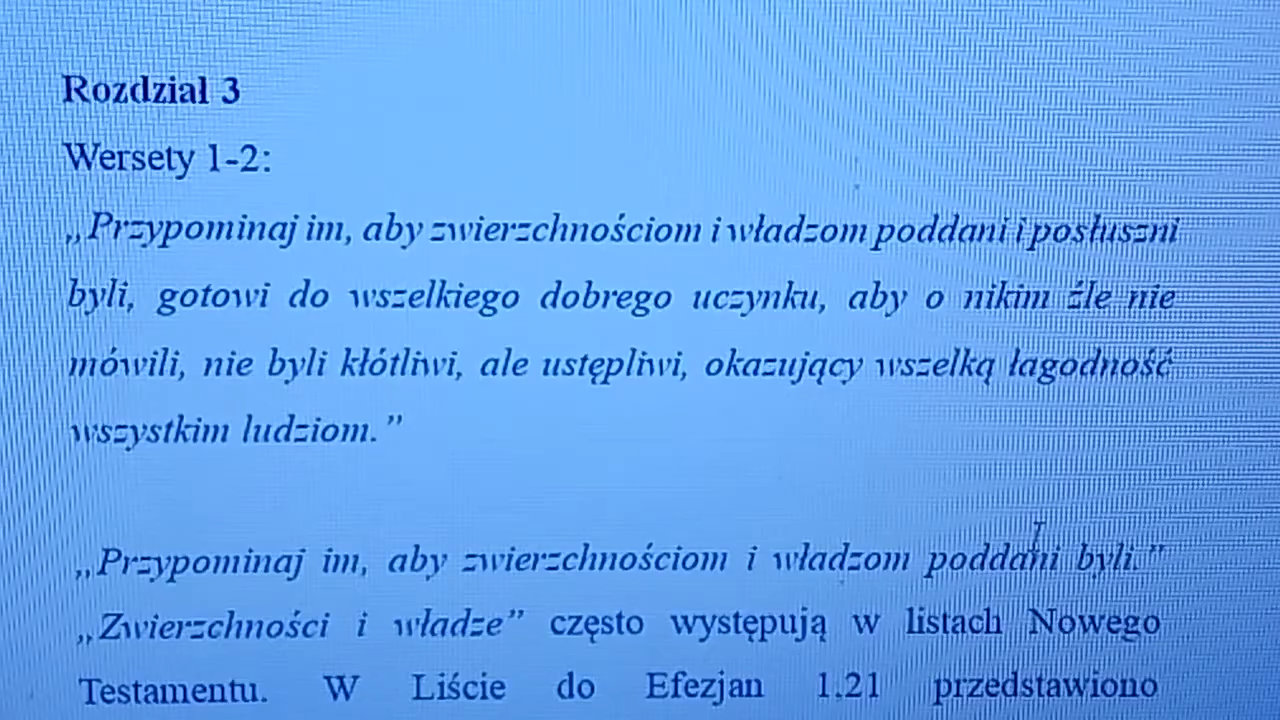 Rozdział 3
Wersety 1-2:
„Przypominaj im, aby zwierzchnościom i władzom poddani i posłuszni
byli, gotowi do wszelkiego dobrego uczynku, aby o nikim źle nie
mówili, nie byli kłótliwi, ale ustępliwi, okazujący wszelką łagodność
wszystkim ludziom.”
„Przypominaj im, aby zwierzchnościom i władzom poddani byli.”
„Zwierzchności i władze” często występują w listach Nowego
Testamentu. W Liście do Efezjan 1,21 przedstawiono